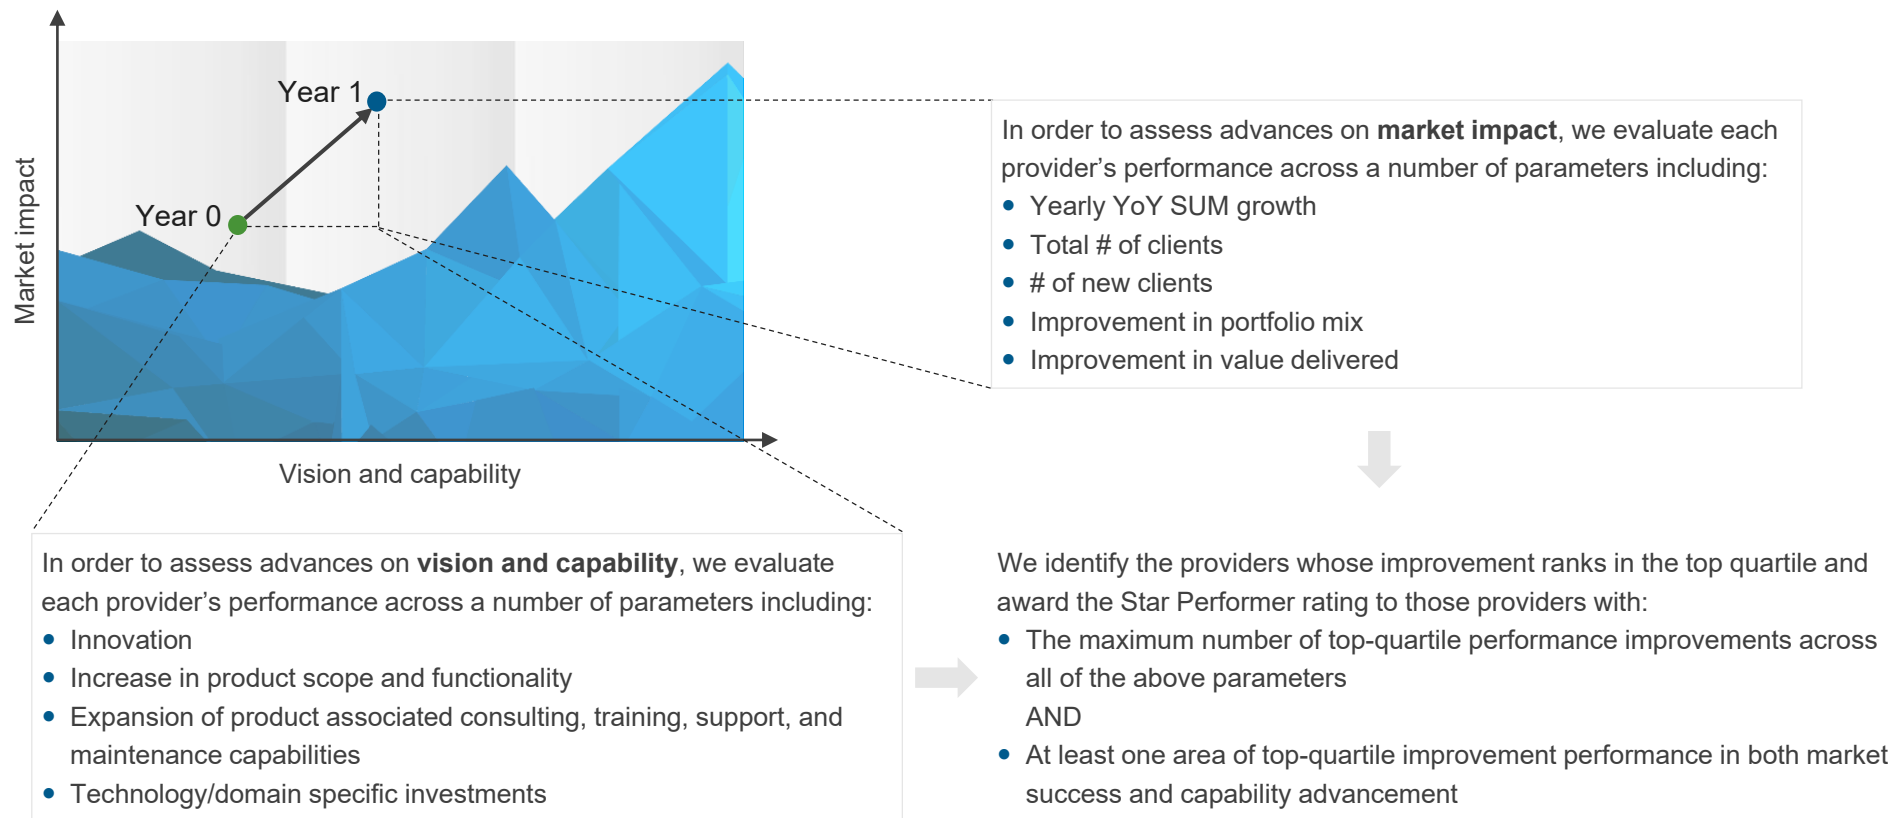 Year 1
Year 0
Market impact
Vision and capability
In order to assess advances on market impact, we evaluate each
provider’s performance across a number of parameters including:
• Yearly YoY SUM growth
• Total # of clients
• # of new clients
• Improvement in portfolio mix
• Improvement in value delivered
In order to assess advances on vision and capability, we evaluate
each provider’s performance across a number of parameters including:
• Innovation
• Increase in product scope and functionality
• Expansion of product associated consulting, training, support, and
maintenance capabilities
• Technology/domain specific investments
We identify the providers whose improvement ranks in the top quartile and
award the Star Performer rating to those providers with:
• The maximum number of top-quartile performance improvements across
all of the above parameters
AND
• At least one area of top-quartile improvement performance in both market
success and capability advancement